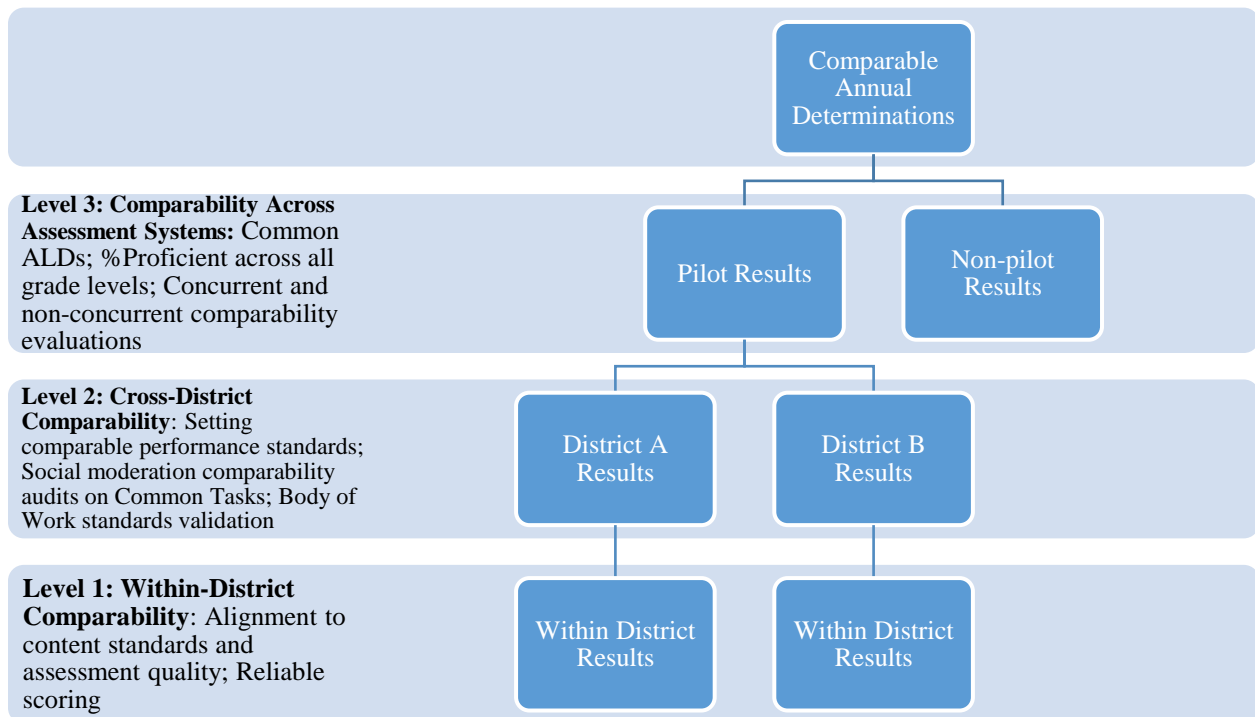 Comparable
Annual
Determinations
Level 3: Comparability Across
Assessment Systems: Common
ALDs; %Proficient across all
grade levels; Concurrent and
non-concurrent comparability
evaluations
Pilot Results
Non-pilot
Results
Level 2: Cross-District
Comparability: Setting
comparable performance standards;
Social moderation comparability
audits on Common Tasks; Body of
Work standards validation
District A
Results
District B
Results
Level 1: Within-District
Comparability: Alignment to
content standards and
assessment quality; Reliable
scoring
Within District
Results
Within District
Results